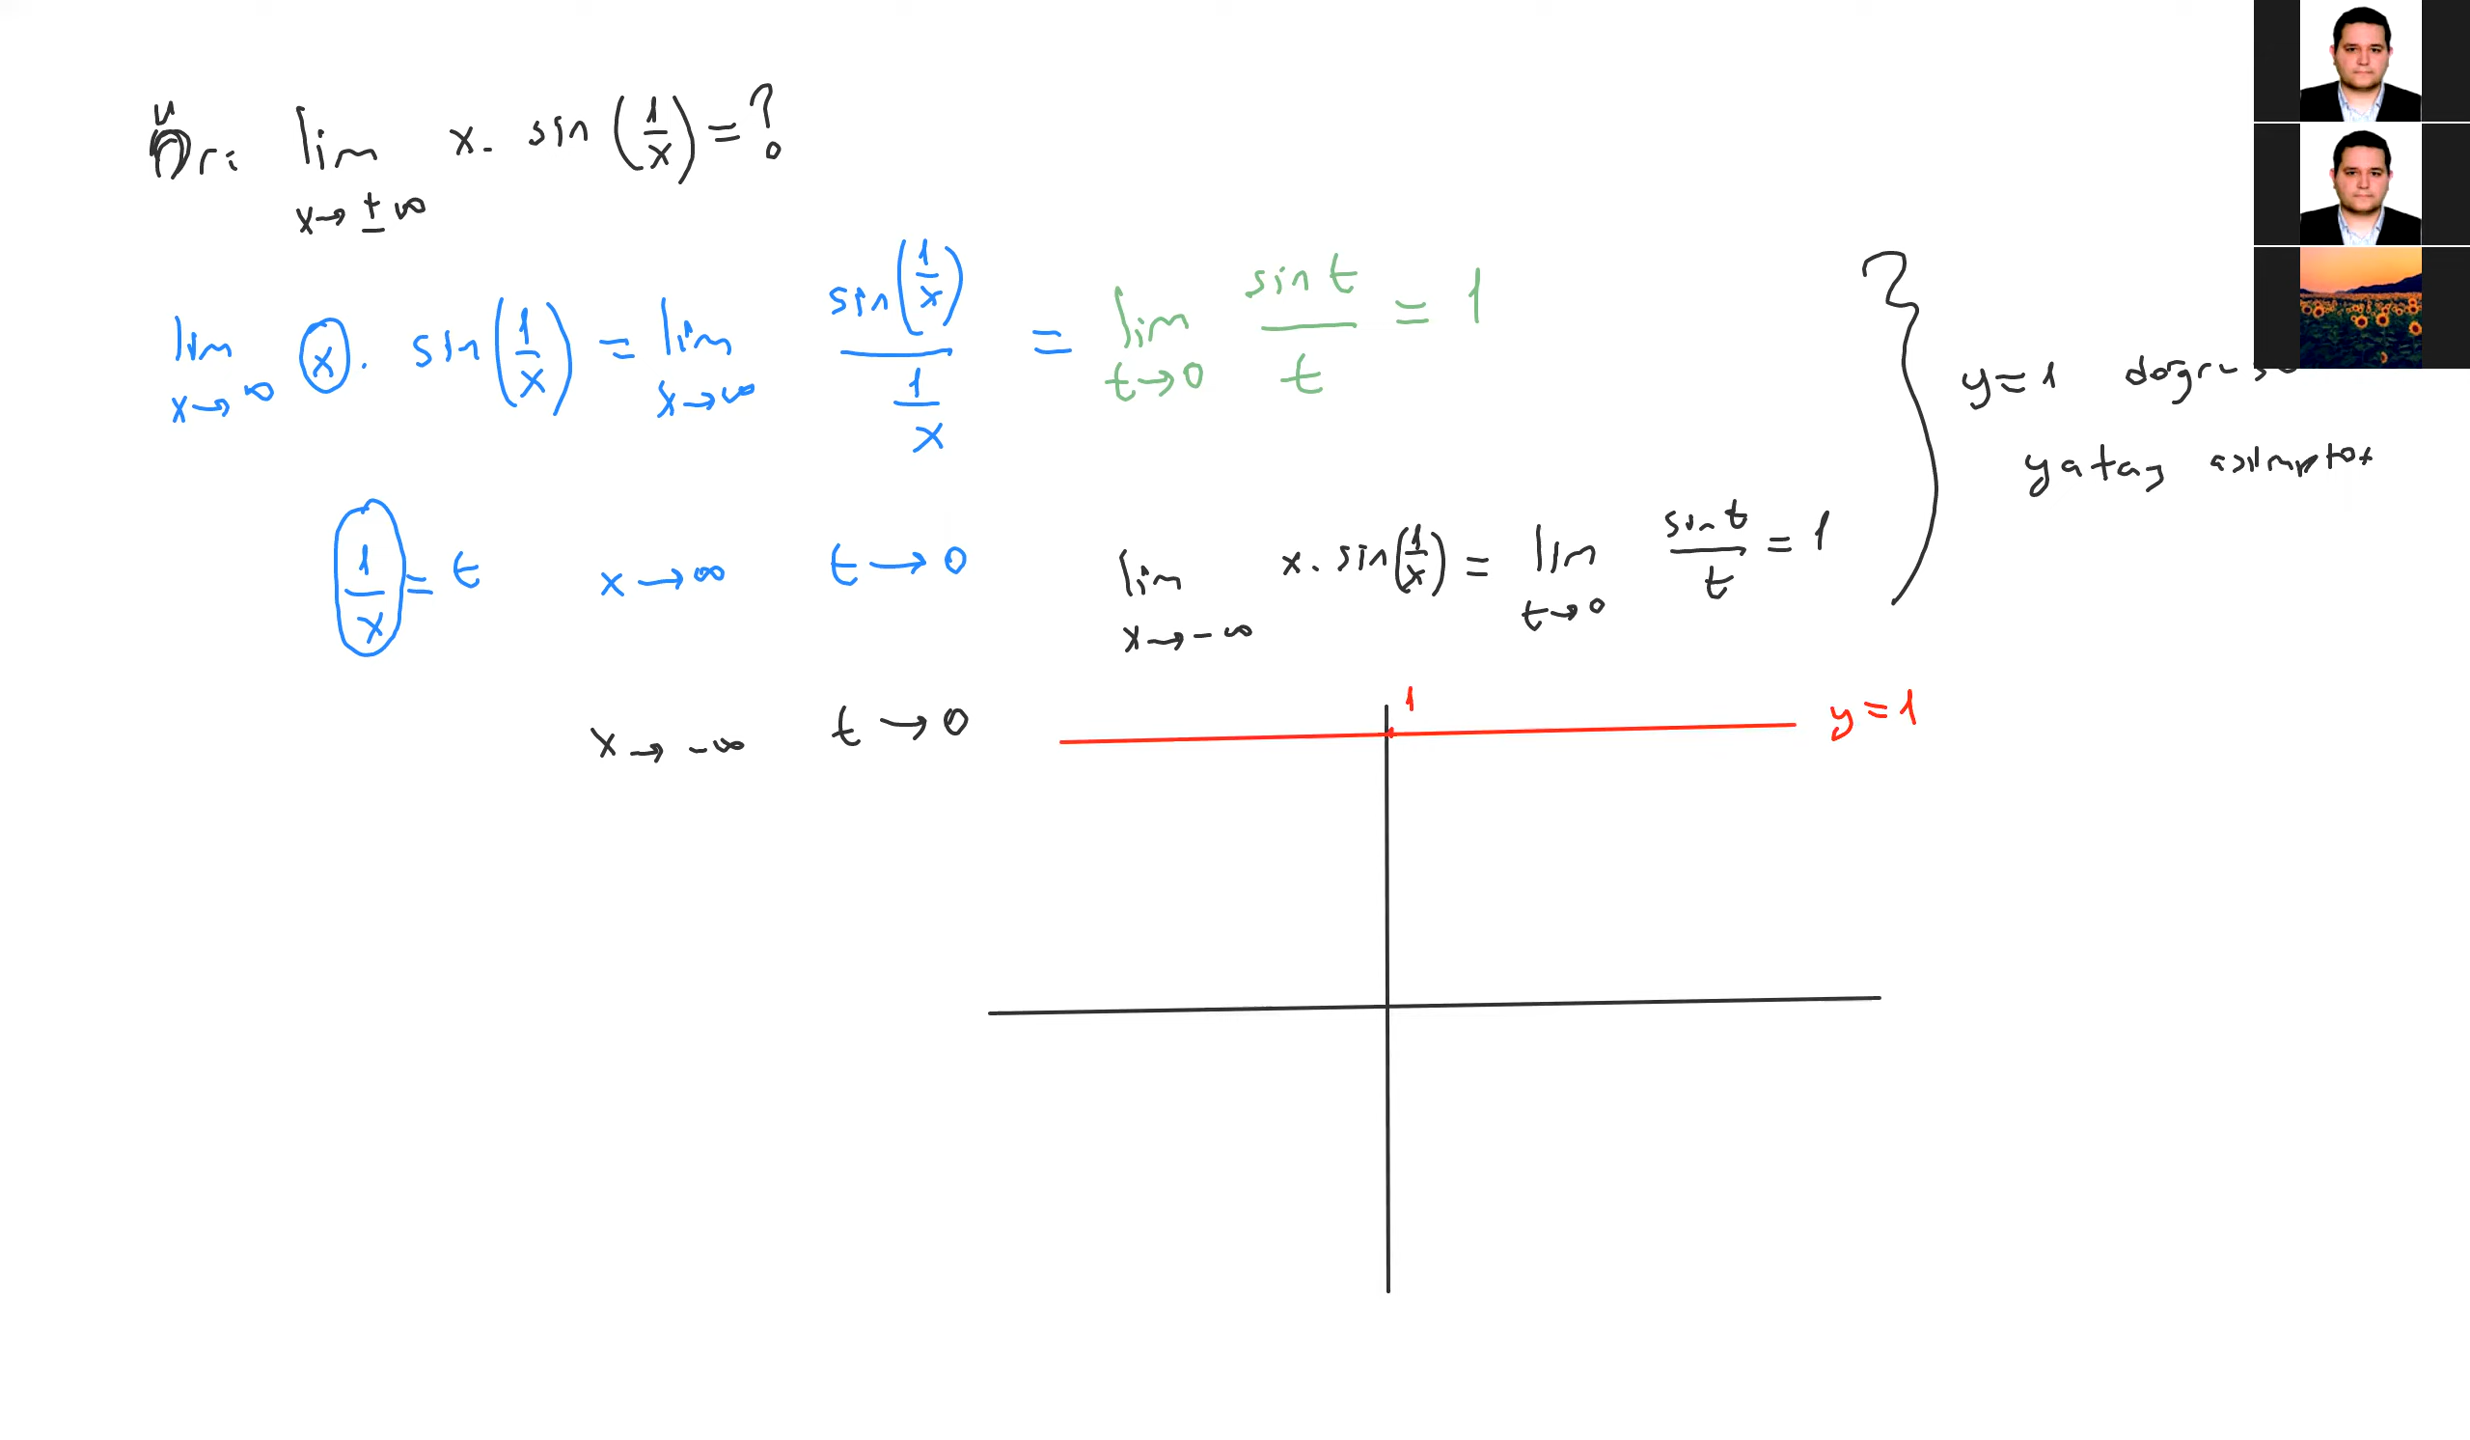 Ör: lim x→±∞ x. sin(1/x) = ?
lim x→∞ x . sin(1/x) = lim x→∞ sin(1/x) / (1/x) = lim t→0 sin t / t = 1
y=1 doğrusu
yatay asimptot
1/x = t x→∞ t→0
lim x→-∞ x. sin(1/x) = lim t→0 sin t / t = 1
x→-∞ t→0
1
y=1